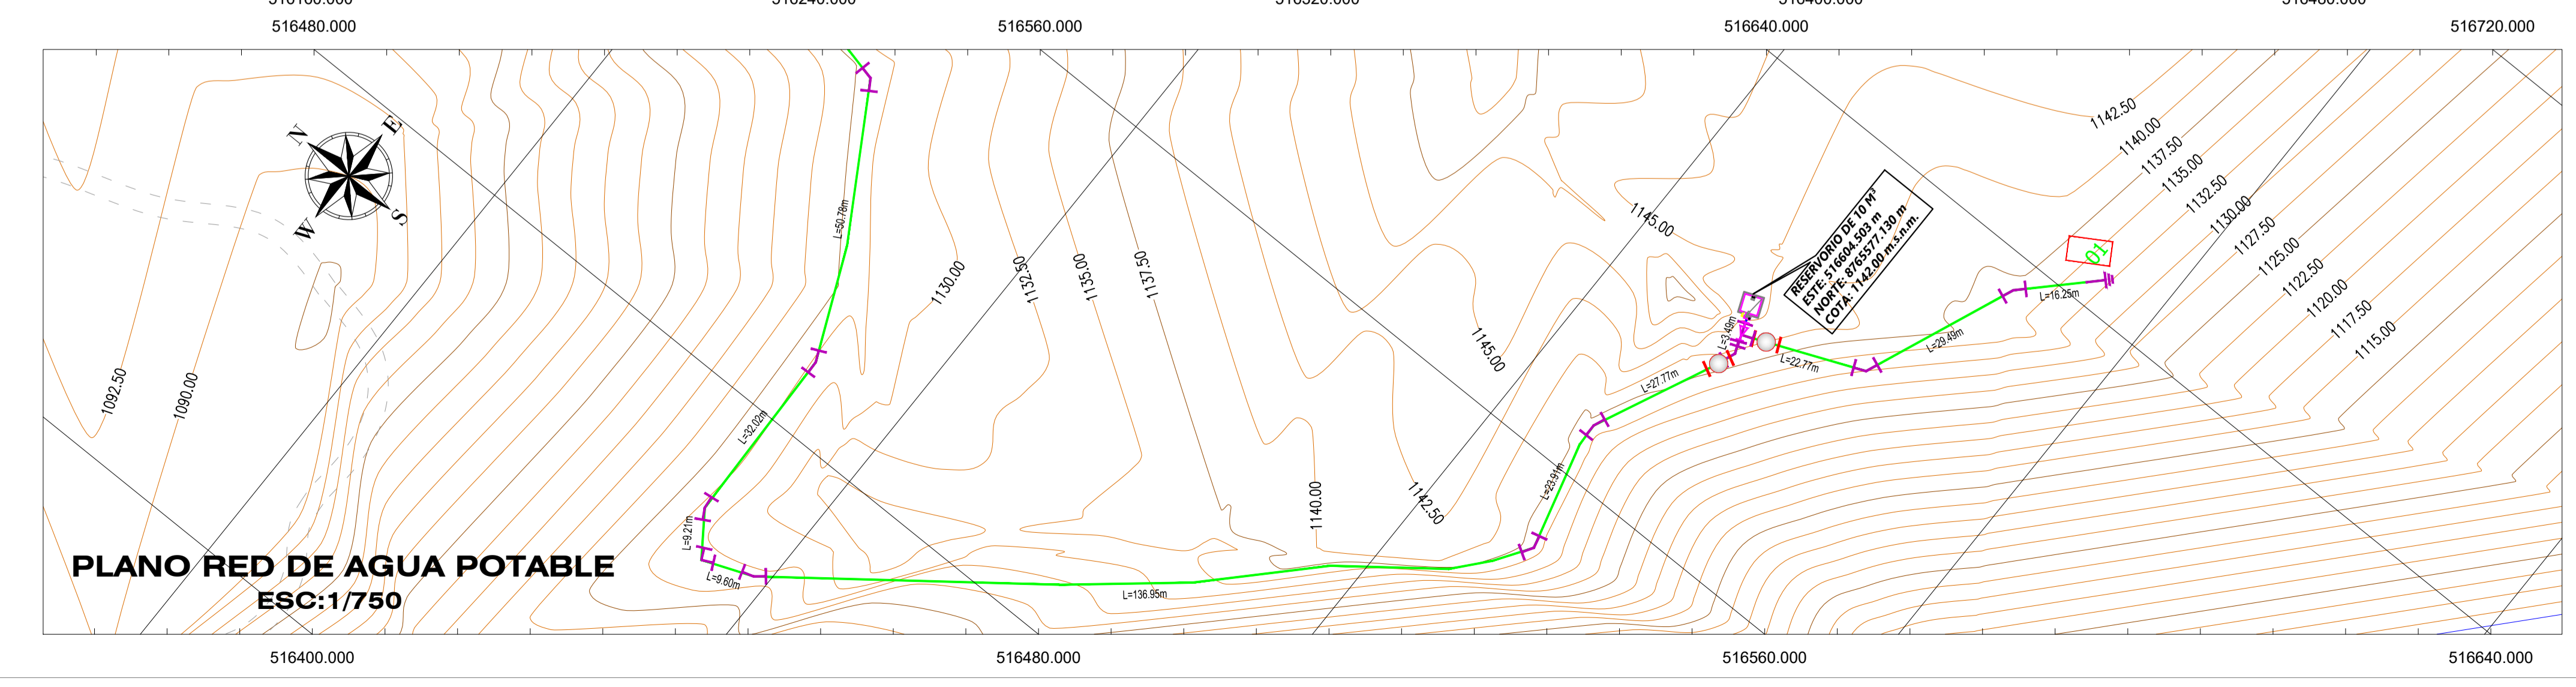 516480.000
516560.000
516640.000
516720.000
N
E
S
W
1092.50
1090.00
L=50.78m
L=32.02m
L=9.21m
L=9.60m
L=136.95m
L=23.91m
L=27.77m
L=3.49m
L=22.77m
L=29.49m
L=16.25m
01
1130.00
1132.50
1135.00
1137.50
1140.00
1142.50
1145.00
1145.00
RESERVORIO DE 10 M³
ESTE: 516604.503 m
NORTE: 8765577.130 m
COTA: 1142.00 m.s.n.m.
1142.50
1140.00
1137.50
1135.00
1132.50
1130.00
1127.50
1125.00
1122.50
1120.00
1117.50
1115.00
PLANO RED DE AGUA POTABLE
ESC:1/750
516400.000
516480.000
516560.000
516640.000